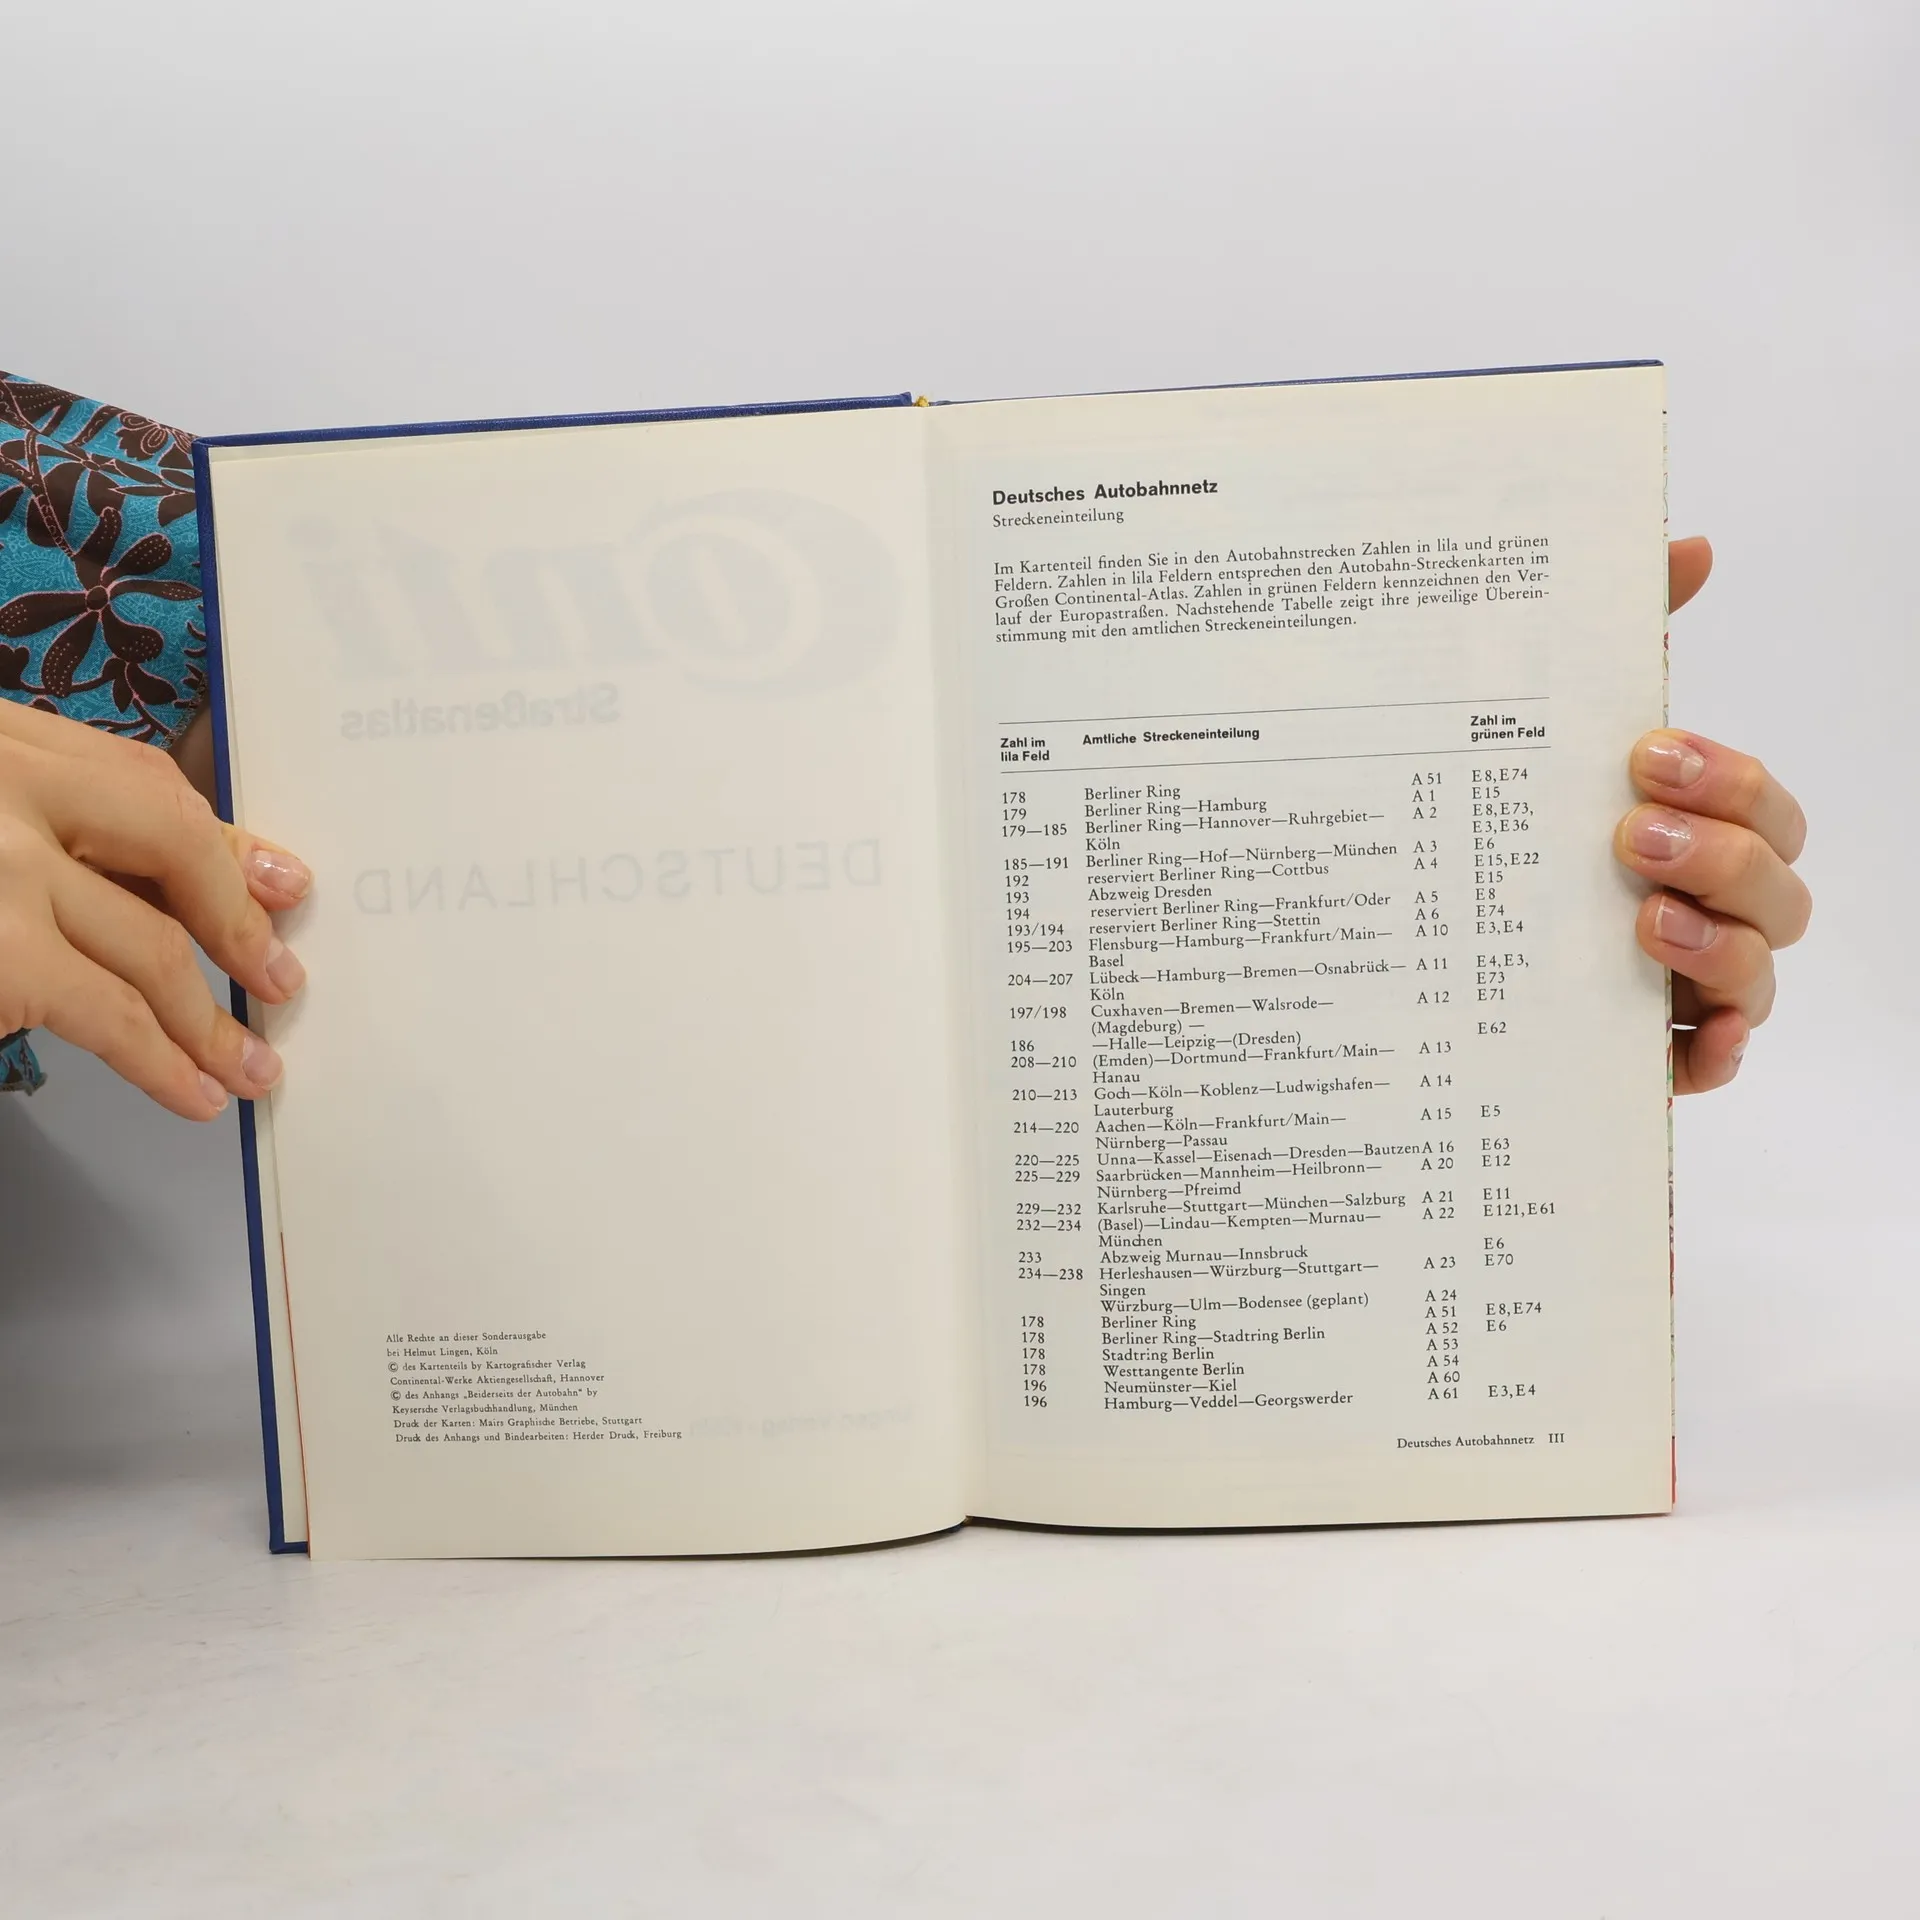 Conti
Straßenatlas
DEUTSCHLAND
Alle Rechte an dieser Sonderausgabe
bei Helmut Lingen, Köln
© des Kartenteils by Kartografischer Verlag
Continental-Werke Aktiengesellschaft, Hannover
© des Anhangs „Beiderseits der Autobahn" by
Keysersche Verlagsbuchhandlung, München
Druck der Karten: Mairs Graphische Betriebe, Stuttgart
Druck des Anhangs und Bindearbeiten: Herder Druck, Freiburg
Deutsches Autobahnnetz
Streckeneinteilung
Im Kartenteil finden Sie in den Autobahnstrecken Zahlen in lila und grünen
Feldern. Zahlen in lila Feldern entsprechen den Autobahn-Streckenkarten im
Großen Continental-Atlas. Zahlen in grünen Feldern kennzeichnen den Ver-
lauf der Europastraßen. Nachstehende Tabelle zeigt ihre jeweilige Überein-
stimmung mit den amtlichen Streckeneinteilungen.
Zahl im
lila Feld
Amtliche Streckeneinteilung
Zahl im
grünen Feld
178 Berliner Ring A 51 E 8, E 74
179 Berliner Ring—Hamburg A 1 E 15
179—185 Berliner Ring—Hannover—Ruhrgebiet— A 2 E 8, E 73,
Köln E 3, E 36
185—191 Berliner Ring—Hof—Nürnberg—München A 3 E 6
192 reserviert Berliner Ring—Cottbus A 4 E 15, E 22
193 Abzweig Dresden E 15
194 reserviert Berliner Ring—Frankfurt/Oder A 5 E 8
193/194 reserviert Berliner Ring—Stettin A 6 E 74
195—203 Flensburg—Hamburg—Frankfurt/Main— A 10 E 3, E 4
Basel
204—207 Lübeck—Hamburg—Bremen—Osnabrück— A 11 E 4, E 3,
Köln E 73
197/198 Cuxhaven—Bremen—Walsrode— A 12 E 71
(Magdeburg) —
186 —Halle—Leipzig—(Dresden) E 62
208—210 (Emden)—Dortmund—Frankfurt/Main— A 13
Hanau
210—213 Goch—Köln—Koblenz—Ludwigshafen— A 14
Lauterburg
214—220 Aachen—Köln—Frankfurt/Main— A 15 E 5
Nürnberg—Passau
220—225 Unna—Kassel—Eisenach—Dresden—Bautzen A 16 E 63
225—229 Saarbrücken—Mannheim—Heilbronn— A 20 E 12
Nürnberg—Pfreimd
229—232 Karlsruhe—Stuttgart—München—Salzburg A 21 E 11
232—234 (Basel)—Lindau—Kempten—Murnau— A 22 E 121, E 61
München
233 Abzweig Murnau—Innsbruck E 6
234—238 Herleshausen—Würzburg—Stuttgart— A 23 E 70
Singen
Würzburg—Ulm—Bodensee (geplant) A 24
178 Berliner Ring A 51 E 8, E 74
178 Berliner Ring—Stadtring Berlin A 52 E 6
178 Stadtring Berlin A 53
178 Westtangente Berlin A 54
196 Neumünster—Kiel A 60
196 Hamburg—Veddel—Georgswerder A 61 E 3, E 4
Deutsches Autobahnnetz III